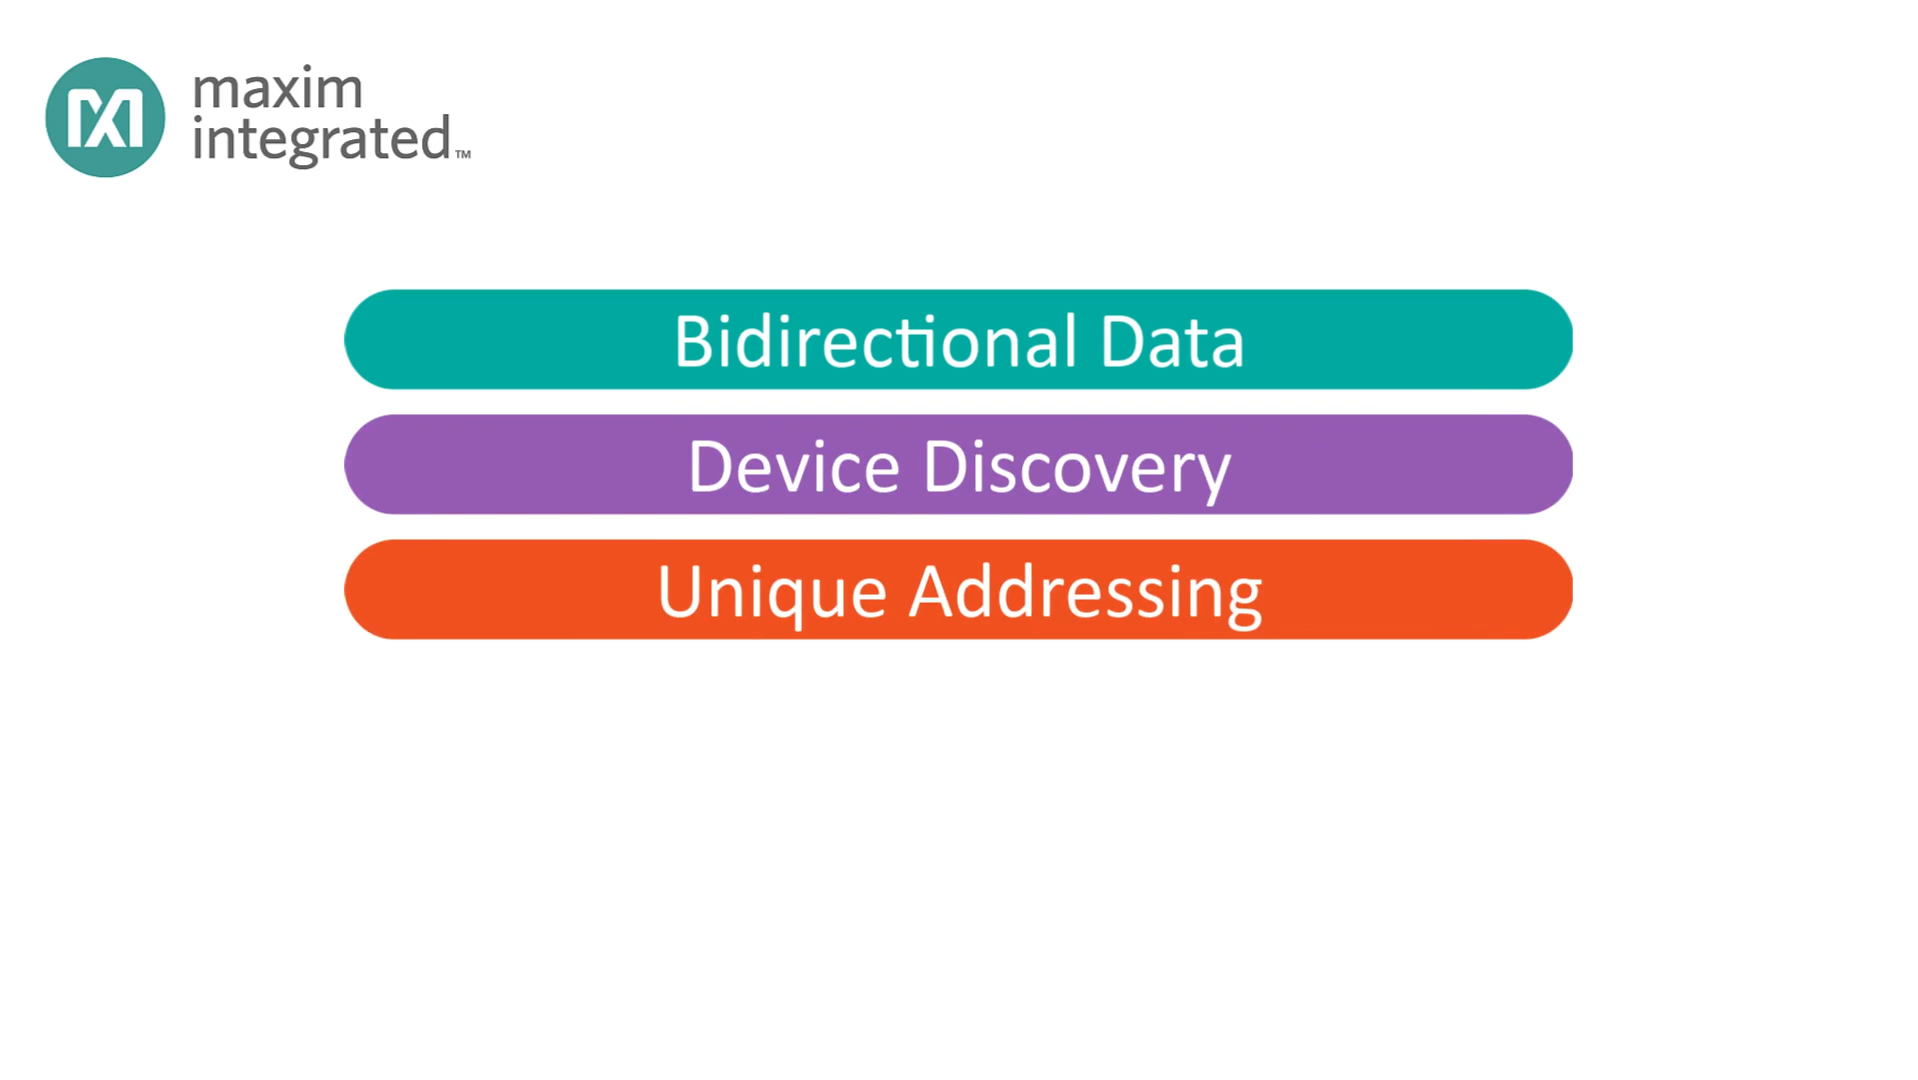 maxim
integrated™
Bidirectional Data
Device Discovery
Unique Addressing